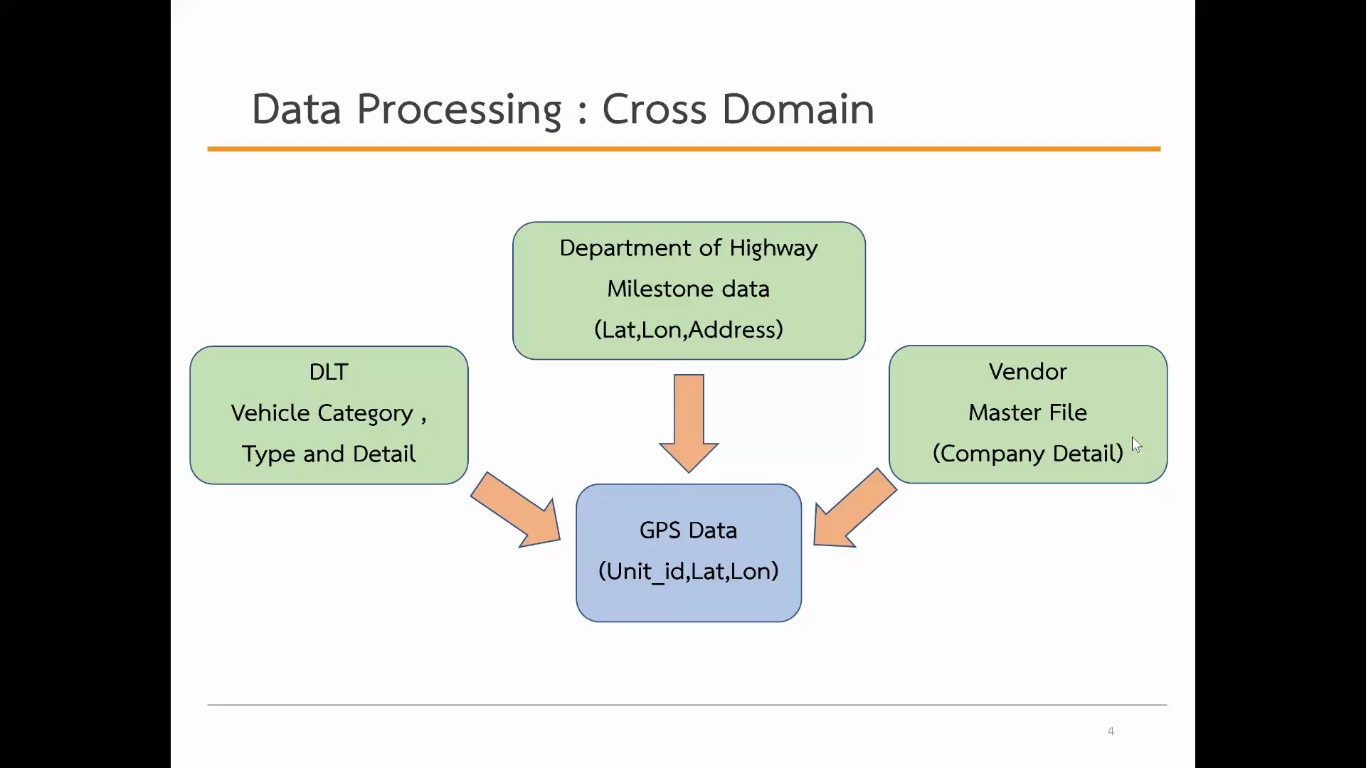 Data Processing : Cross Domain
Department of Highway
Milestone data
(Lat,Lon,Address)
DLT
Vehicle Category ,
Type and Detail
Vendor
Master File
(Company Detail)
GPS Data
(Unit_id,Lat,Lon)
4